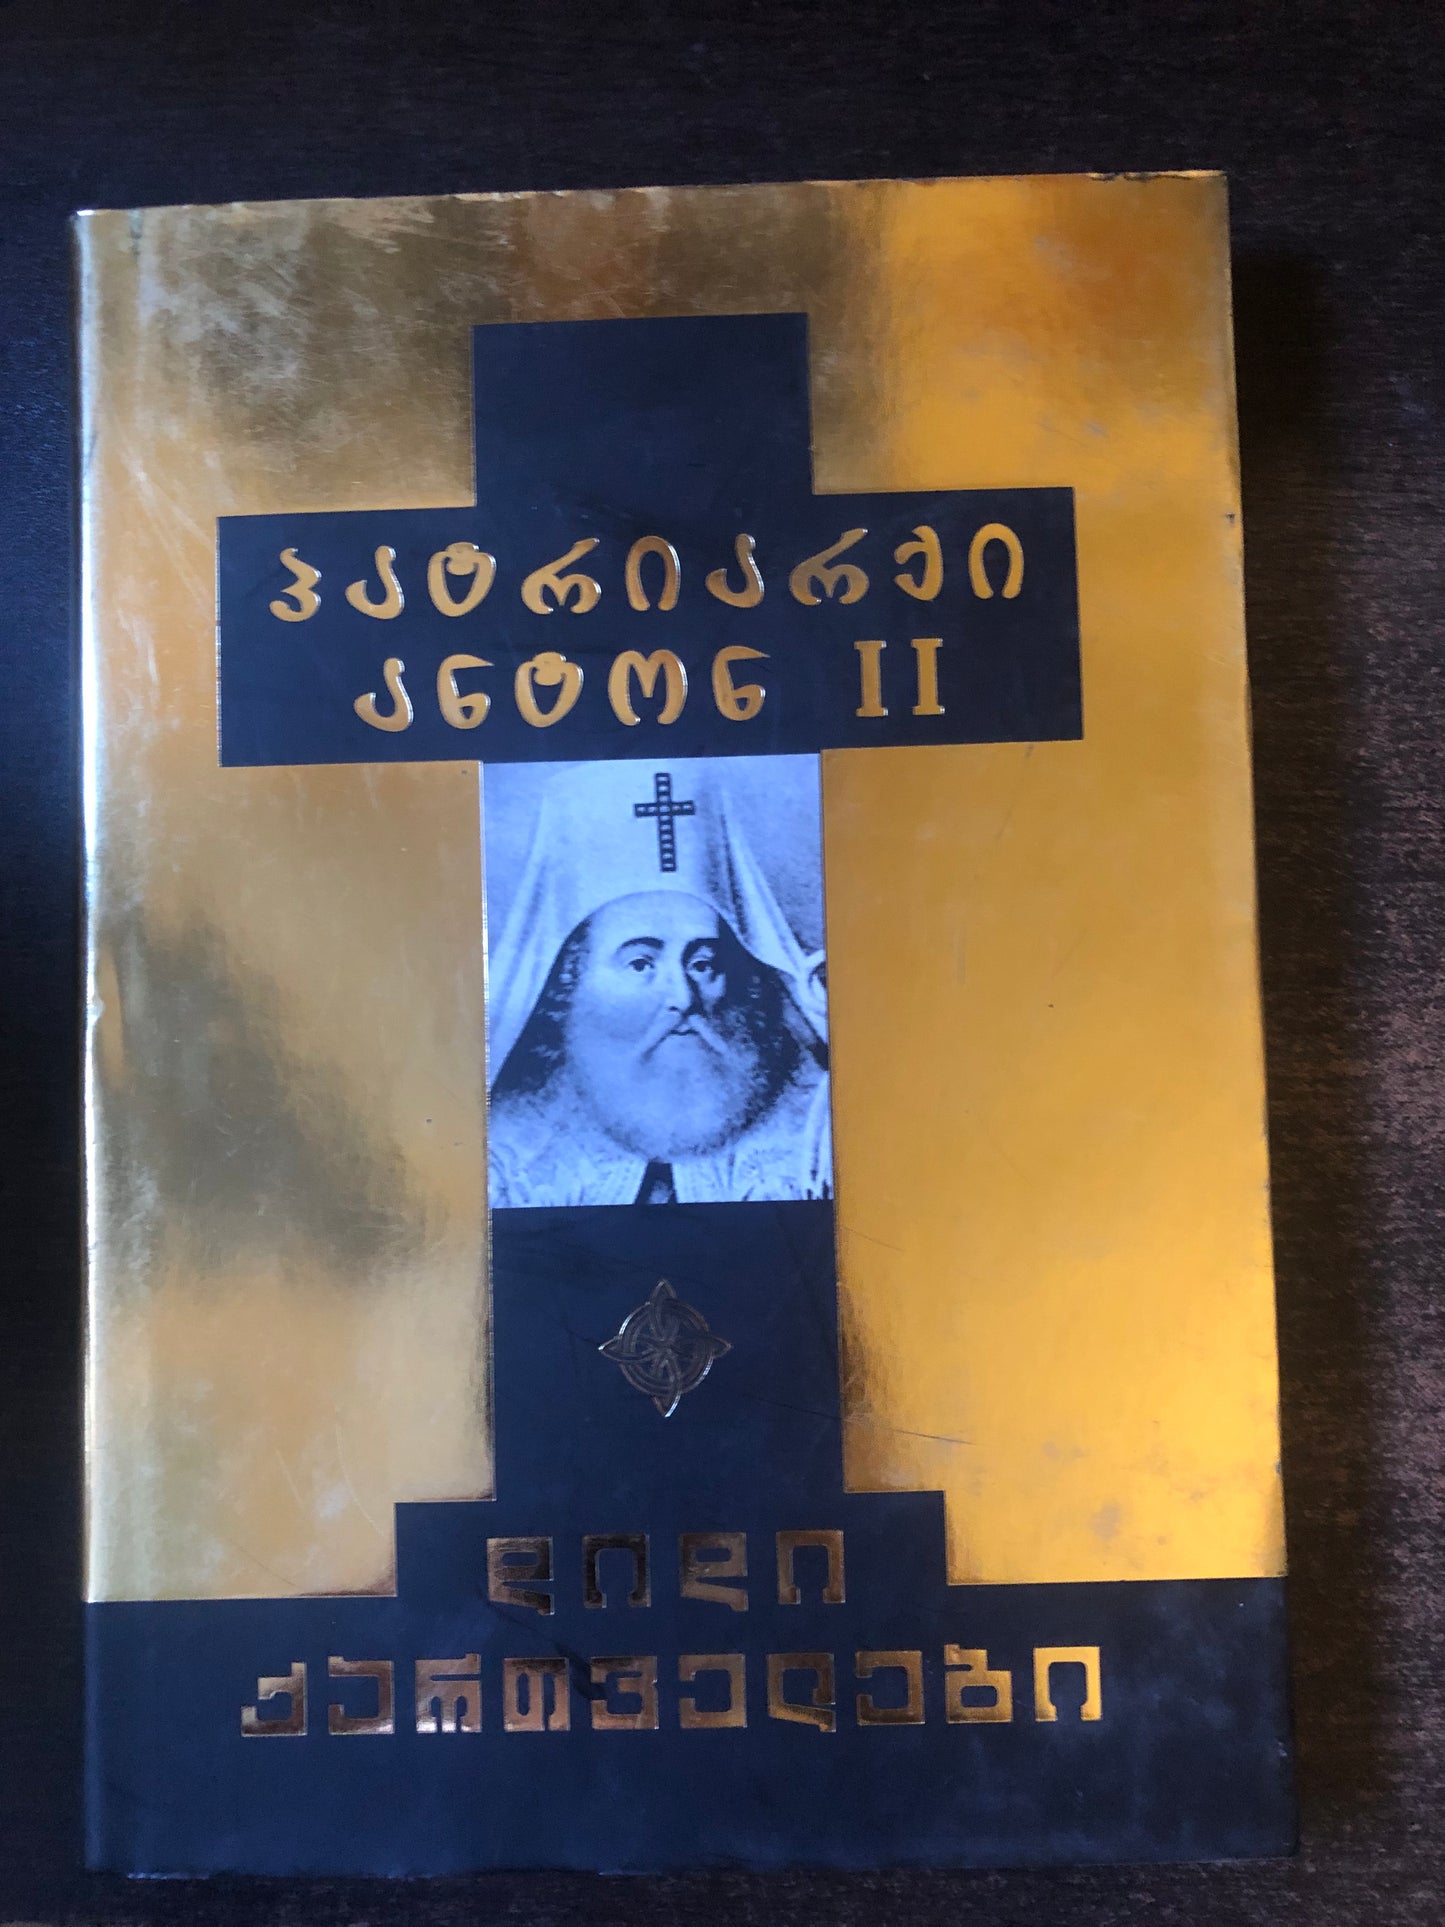 პატრიარქი
ანტონ II
დიდი
ქართველები